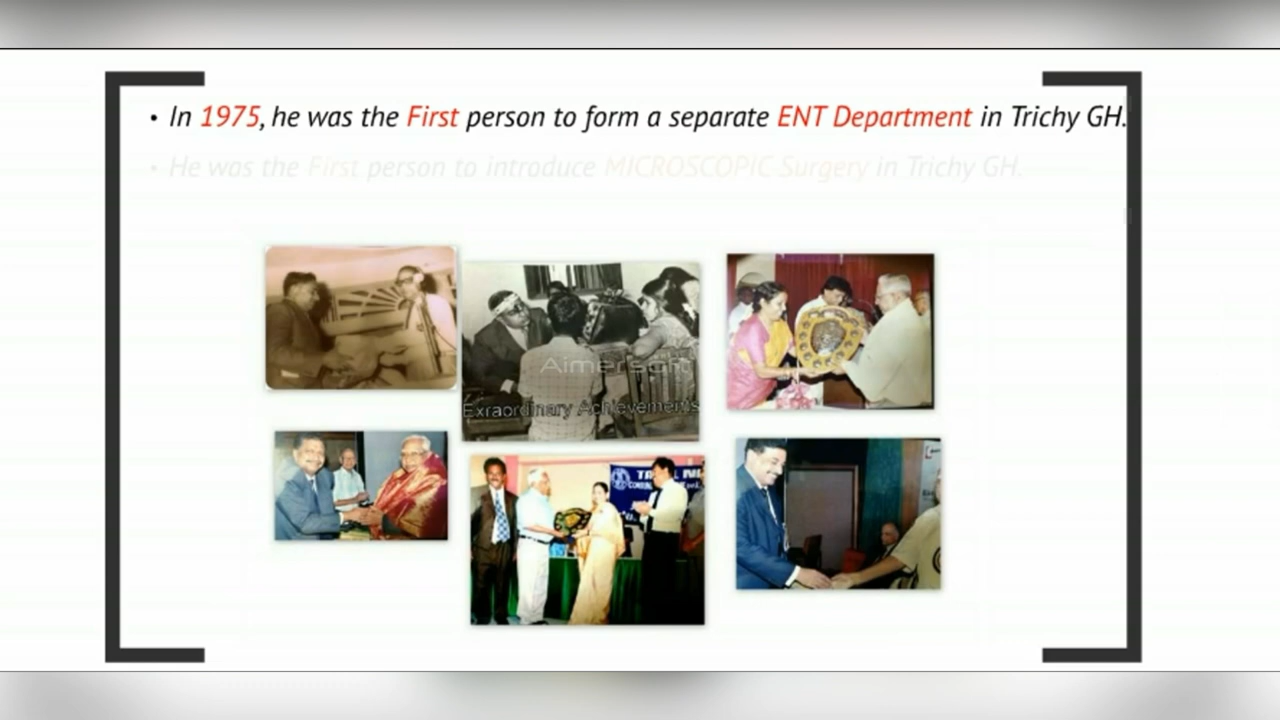 • In 1975, he was the First person to form a separate ENT Department in Trichy GH.
• He was the First person to introduce MICROSCOPIC Surgery in Trichy GH.
Aimersoft
Exraordinary Achievements